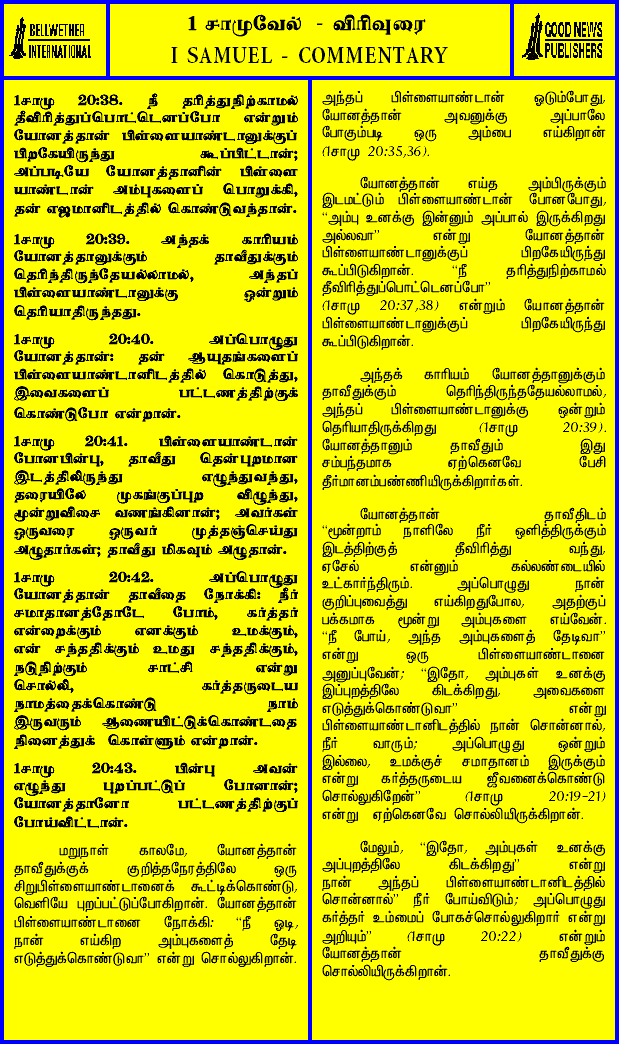 BELLWETHER
INTERNATIONAL
1 சாமுவேல் - விரிவுரை
I SAMUEL - COMMENTARY
GOOD NEWS
PUBLISHERS
1சாமு 20:38. நீ தரித்துநிற்காமல்
தீவிரித்துப்பொட்டெனப்போ என்றும்
யோனத்தான் பிள்ளையாண்டானுக்குப்
பிறகேயிருந்து கூப்பிட்டான்;
அப்படியே யோனத்தானின் பிள்ளை
யாண்டான் அம்புகளைப் பொறுக்கி,
தன் எஜமானிடத்தில் கொண்டுவந்தான்.
1சாமு 20:39. அந்தக் காரியம்
யோனத்தானுக்கும் தாவீதுக்கும்
தெரிந்திருந்தேயல்லாமல், அந்தப்
பிள்ளையாண்டானுக்கு ஒன்றும்
தெரியாதிருந்தது.
1சாமு 20:40. அப்பொழுது
யோனத்தான்: தன் ஆயுதங்களைப்
பிள்ளையாண்டானிடத்தில் கொடுத்து,
இவைகளைப் பட்டணத்திற்குக்
கொண்டுபோ என்றான்.
1சாமு 20:41. பிள்ளையாண்டான்
போனபின்பு, தாவீது தென்புறமான
இடத்திலிருந்து எழுந்துவந்து,
தரையிலே முகங்குப்புற விழுந்து,
மூன்றுவிசை வணங்கினான்; அவர்கள்
ஒருவரை ஒருவர் முத்தஞ்செய்து
அழுதார்கள்; தாவீது மிகவும் அழுதான்.
1சாமு 20:42. அப்பொழுது
யோனத்தான் தாவீதை நோக்கி: நீர்
சமாதானத்தோடே போம், கர்த்தர்
என்றைக்கும் எனக்கும் உமக்கும்,
என் சந்ததிக்கும் உமது சந்ததிக்கும்,
நடுநிற்கும் சாட்சி என்று
சொல்லி, கர்த்தருடைய
நாமத்தைக்கொண்டு நாம்
இருவரும் ஆணையிட்டுக்கொண்டதை
நினைத்துக் கொள்ளும் என்றான்.
1சாமு 20:43. பின்பு அவன்
எழுந்து புறப்பட்டுப் போனான்;
யோனத்தானோ பட்டணத்திற்குப்
போய்விட்டான்.
மறுநாள் காலமே, யோனத்தான்
தாவீதுக்குக் குறித்தநேரத்திலே ஒரு
சிறுபிள்ளையாண்டானைக் கூட்டிக்கொண்டு,
வெளியே புறப்பட்டுப்போகிறான். யோனத்தான்
பிள்ளையாண்டானை நோக்கி: “நீ ஓடி,
நான் எய்கிற அம்புகளைத் தேடி
எடுத்துக்கொண்டுவா” என்று சொல்லுகிறான்.
அந்தப் பிள்ளையாண்டான் ஓடும்போது,
யோனத்தான் அவனுக்கு அப்பாலே
போகும்படி ஒரு அம்பை எய்கிறான்
(1சாமு 20:35,36).
யோனத்தான் எய்த அம்பிருக்கும்
இடமட்டும் பிள்ளையாண்டான் போனபோது,
“அம்பு உனக்கு இன்னும் அப்பால் இருக்கிறது
அல்லவா” என்று யோனத்தான்
பிள்ளையாண்டானுக்குப் பிறகேயிருந்து
கூப்பிடுகிறான். “நீ தரித்துநிற்காமல்
தீவிரித்துப்பொட்டெனப்போ”
(1சாமு 20:37,38) என்றும் யோனத்தான்
பிள்ளையாண்டானுக்குப் பிறகேயிருந்து
கூப்பிடுகிறான்.
அந்தக் காரியம் யோனத்தானுக்கும்
தாவீதுக்கும் தெரிந்திருந்ததேயல்லாமல்,
அந்தப் பிள்ளையாண்டானுக்கு ஒன்றும்
தெரியாதிருக்கிறது (1சாமு 20:39).
யோனத்தானும் தாவீதும் இது
சம்பந்தமாக ஏற்கெனவே பேசி
தீர்மானம்பண்ணியிருக்கிறார்கள்.
யோனத்தான் தாவீதிடம்
“மூன்றாம் நாளிலே நீர் ஒளித்திருக்கும்
இடத்திற்குத் தீவிரித்து வந்து,
ஏசேல் என்னும் கல்லண்டையில்
உட்கார்ந்திரும். அப்பொழுது நான்
குறிப்புவைத்து எய்கிறதுபோல, அதற்குப்
பக்கமாக மூன்று அம்புகளை எய்வேன்.
“நீ போய், அந்த அம்புகளைத் தேடிவா”
என்று ஒரு பிள்ளையாண்டானை
அனுப்புவேன்; “இதோ, அம்புகள் உனக்கு
இப்புறத்திலே கிடக்கிறது, அவைகளை
எடுத்துக்கொண்டுவா” என்று
பிள்ளையாண்டானிடத்தில் நான் சொன்னால்,
நீர் வாரும்; அப்பொழுது ஒன்றும்
இல்லை, உமக்குச் சமாதானம் இருக்கும்
என்று கர்த்தருடைய ஜீவனைக்கொண்டு
சொல்லுகிறேன்” (1சாமு 20:19-21)
என்று ஏற்கெனவே சொல்லியிருக்கிறான்.
மேலும், “இதோ, அம்புகள் உனக்கு
அப்புறத்திலே கிடக்கிறது” என்று
நான் அந்தப் பிள்ளையாண்டானிடத்தில்
சொன்னால்” நீர் போய்விடும்; அப்பொழுது
கர்த்தர் உம்மைப் போகச்சொல்லுகிறார் என்று
அறியும்” (1சாமு 20:22) என்றும்
யோனத்தான் தாவீதுக்கு
சொல்லியிருக்கிறான்.